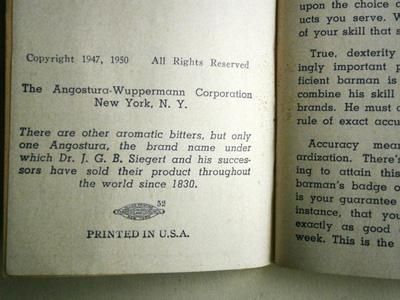 Copyright 1947, 1950 All Rights Reserved
The Angostura-Wuppermann Corporation
New York, N. Y.
There are other aromatic bitters, but only
one Angostura, the brand name under
which Dr. J. G. B. Siegert and his succes-
sors have sold their product throughout
the world since 1830.
52
PRINTED IN U.S.A.
upon the choice
ucts you serve.
of your skill that
True, dexterity
ingly important
ficient barman is
combine his skill
brands. He must
rule of exact
Accuracy
ardization. There's
ing to attain this
barman's badge
is your guarantee
instance, that you
exactly as good
week. This is the